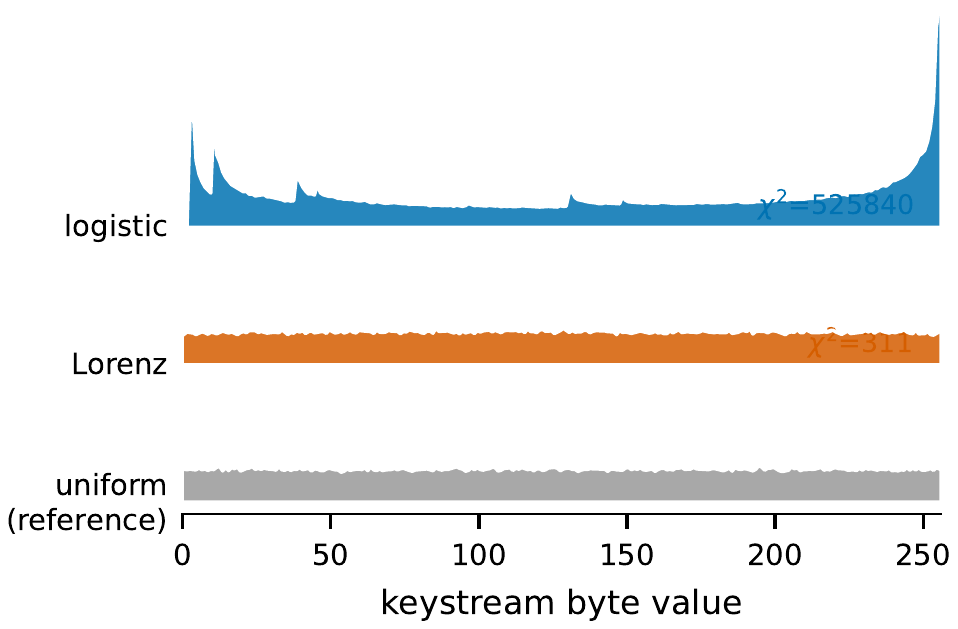 χ²=525840
logistic
χ²=311
Lorenz
uniform
(reference)
0 50 100 150 200 250
keystream byte value